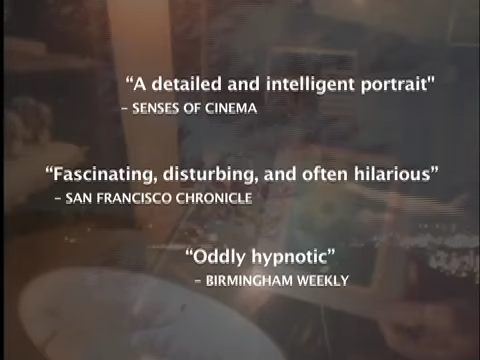 “A detailed and intelligent portrait"
– SENSES OF CINEMA
“Fascinating, disturbing, and often hilarious”
– SAN FRANCISCO CHRONICLE
“Oddly hypnotic”
– BIRMINGHAM WEEKLY